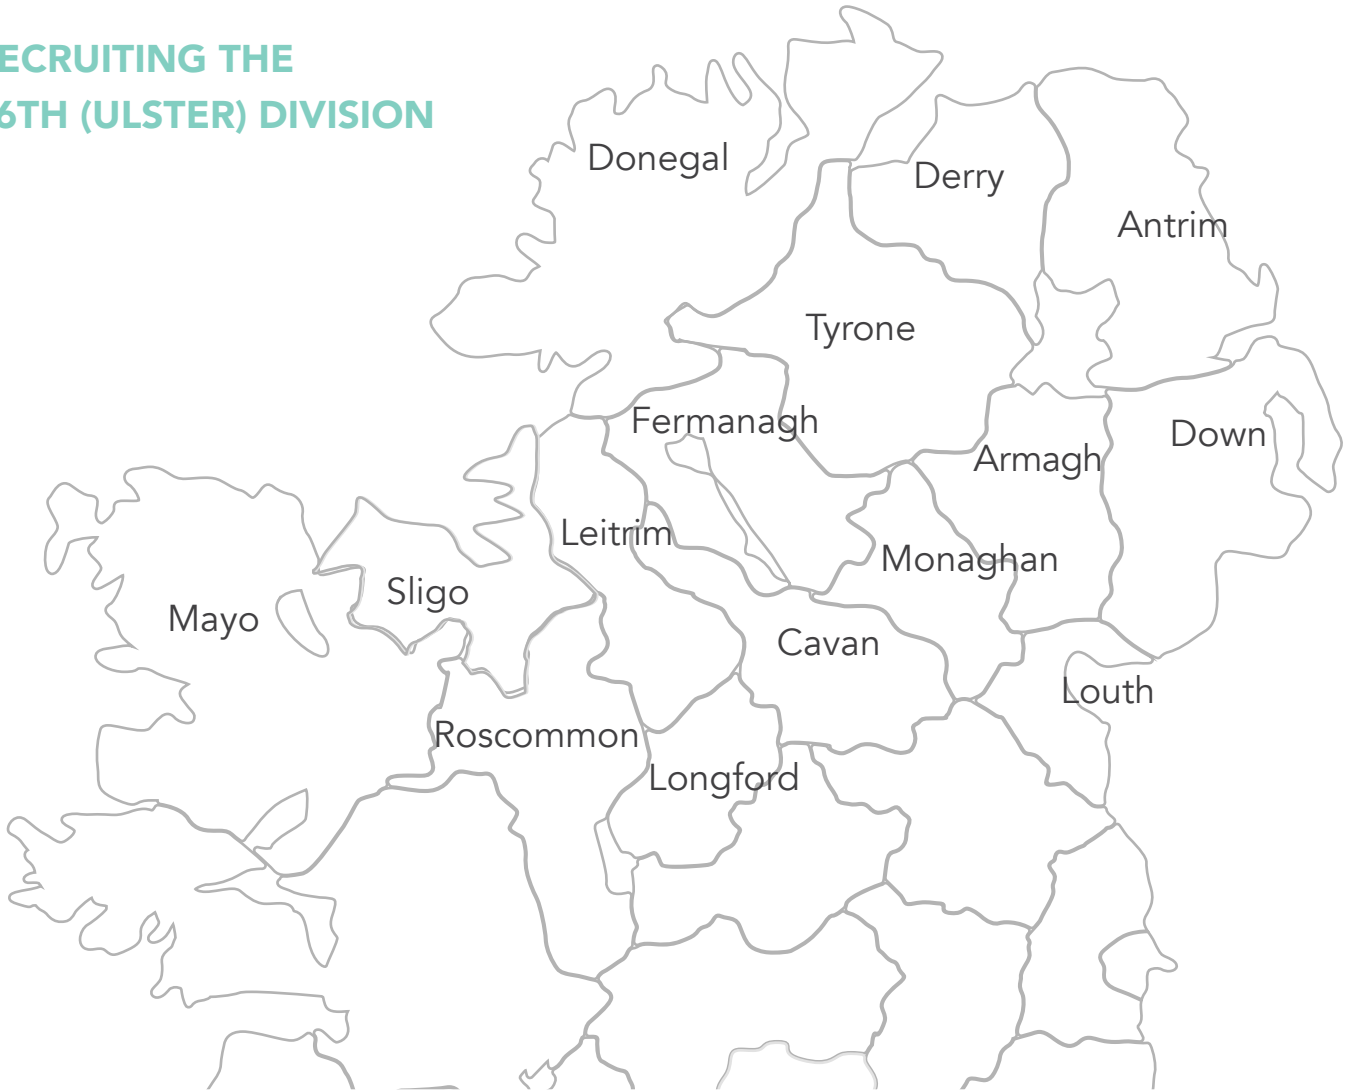 ECRUITING THE
6TH (ULSTER) DIVISION
Donegal
Derry
Antrim
Tyrone
Fermanagh
Down
Armagh
Leitrim
Monaghan
Sligo
Mayo
Cavan
Louth
Roscommon
Longford